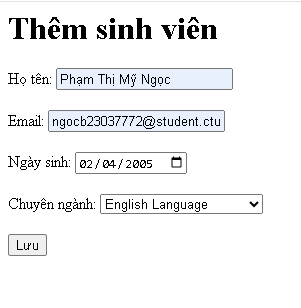 Thêm sinh viên
Họ tên: Phạm Thị Mỹ Ngọc
Email: ngocb23037772@student.ctu
Ngày sinh: 02/04/2005
Chuyên ngành: English Language
Lưu